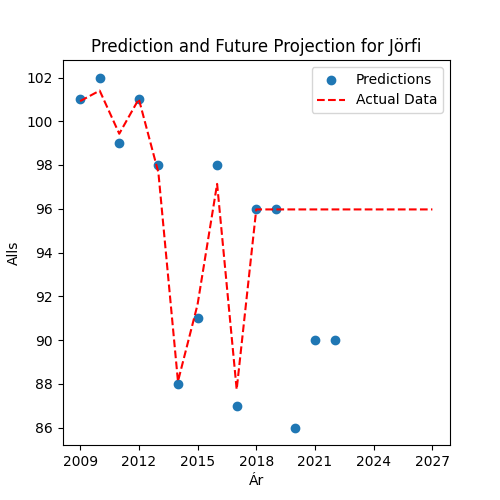 Prediction and Future Projection for Jörfi
Predictions
Actual Data
102
100
98
96
94
92
90
88
86
Alls
2009 2012 2015 2018 2021 2024 2027
Ár